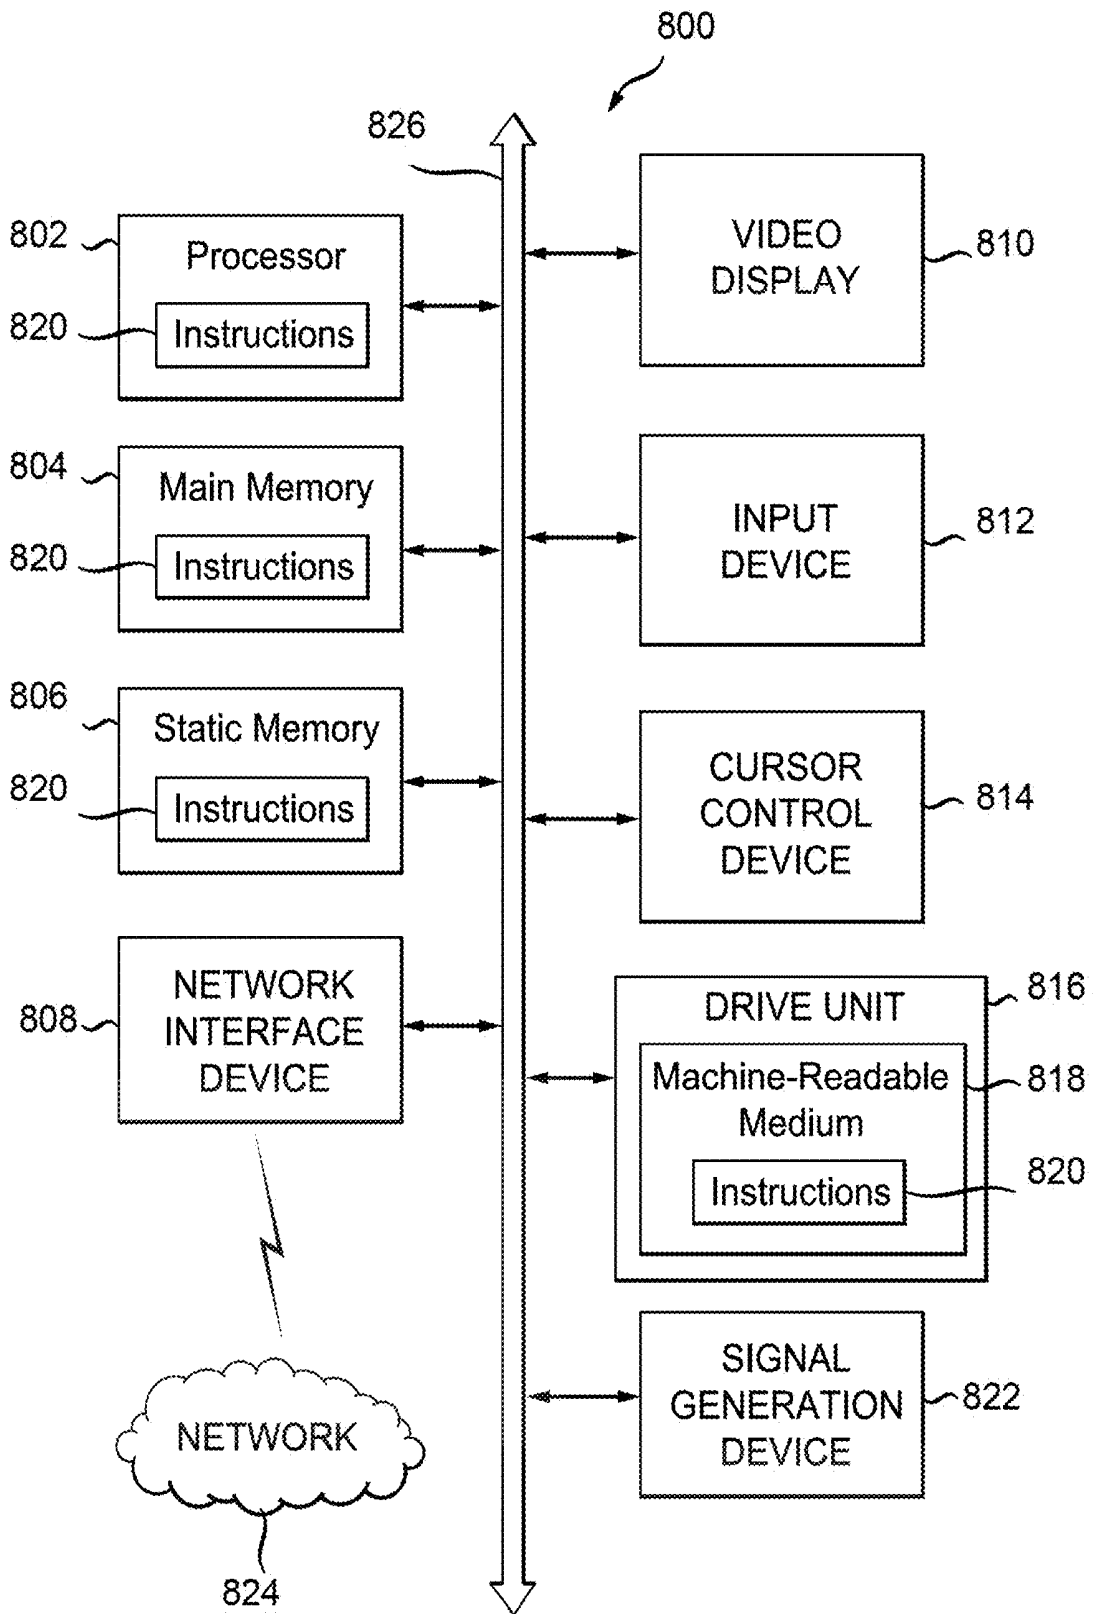 800
826
802
Processor
820
Instructions
804
Main Memory
820
Instructions
806
Static Memory
820
Instructions
808
NETWORK
INTERFACE
DEVICE
NETWORK
824
VIDEO
DISPLAY
810
INPUT
DEVICE
812
CURSOR
CONTROL
DEVICE
814
DRIVE UNIT
816
Machine-Readable
Medium
818
Instructions
820
SIGNAL
GENERATION
DEVICE
822